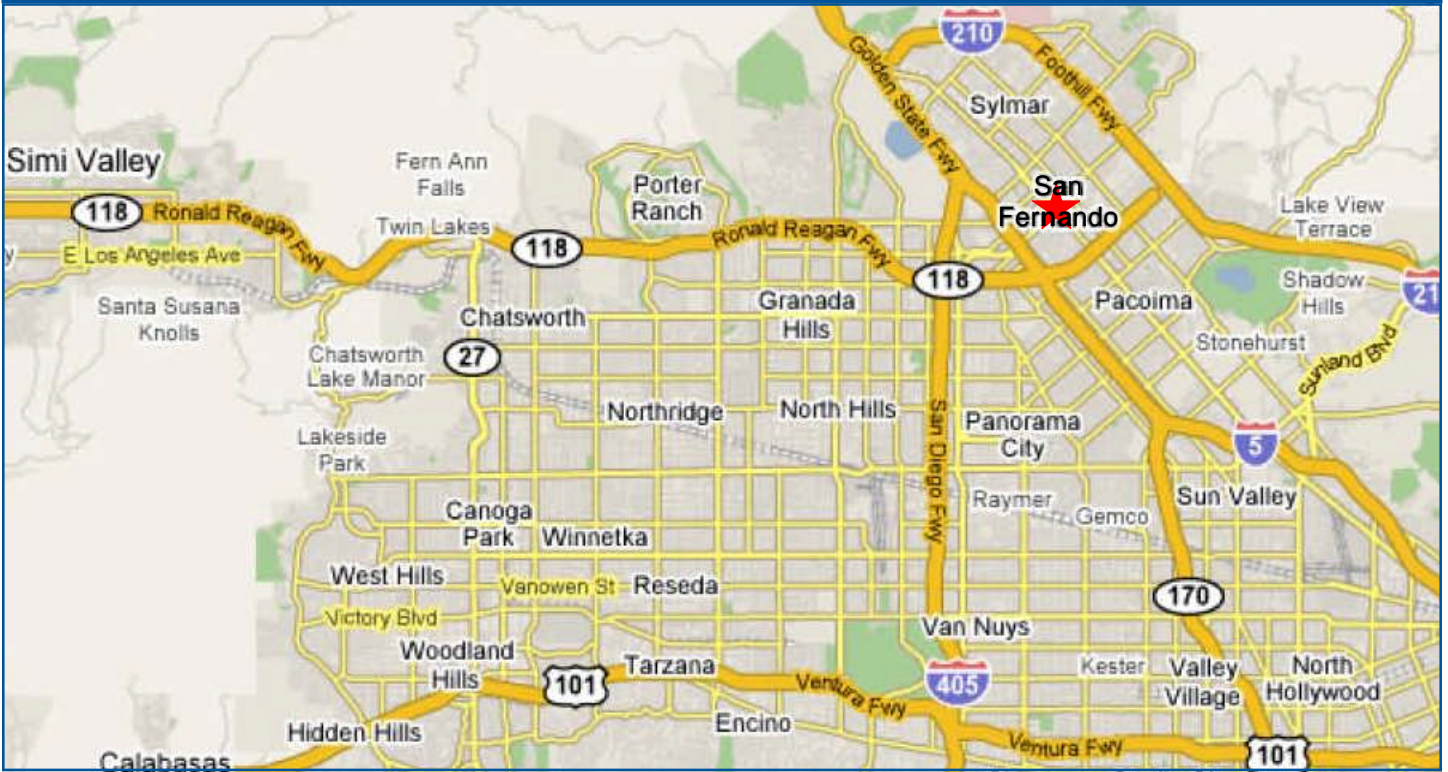 210
Golden State Fwy
Foothill Fwy
Sylmar
Simi Valley
Fern Ann
Falls
Porter
Ranch
San
Fernando
118
Ronald Reagan Fwy
Twin Lakes
118
Ronald Reagan Fwy
Lake View
Terrace
y
E Los Angeles Ave
118
Santa Susana
Knolls
Chatsworth
Granada
Hills
Pacoima
Shadow
Hills
21
Stonehurst
Sunland Blvd
Chatsworth
Lake Manor
27
Northridge
North Hills
San Diego Fwy
Panorama
City
Lakeside
Park
5
Canoga
Park
Winnetka
Raymer
Gemco
Sun Valley
West Hills
Vanowen St
Reseda
170
Victory Blvd
Van Nuys
Woodland
Hills
101
Tarzana
Ventura Fwy
405
Kester
Valley
Village
North
Hollywood
Hidden Hills
Encino
Ventura Fwy
101
Calabasas